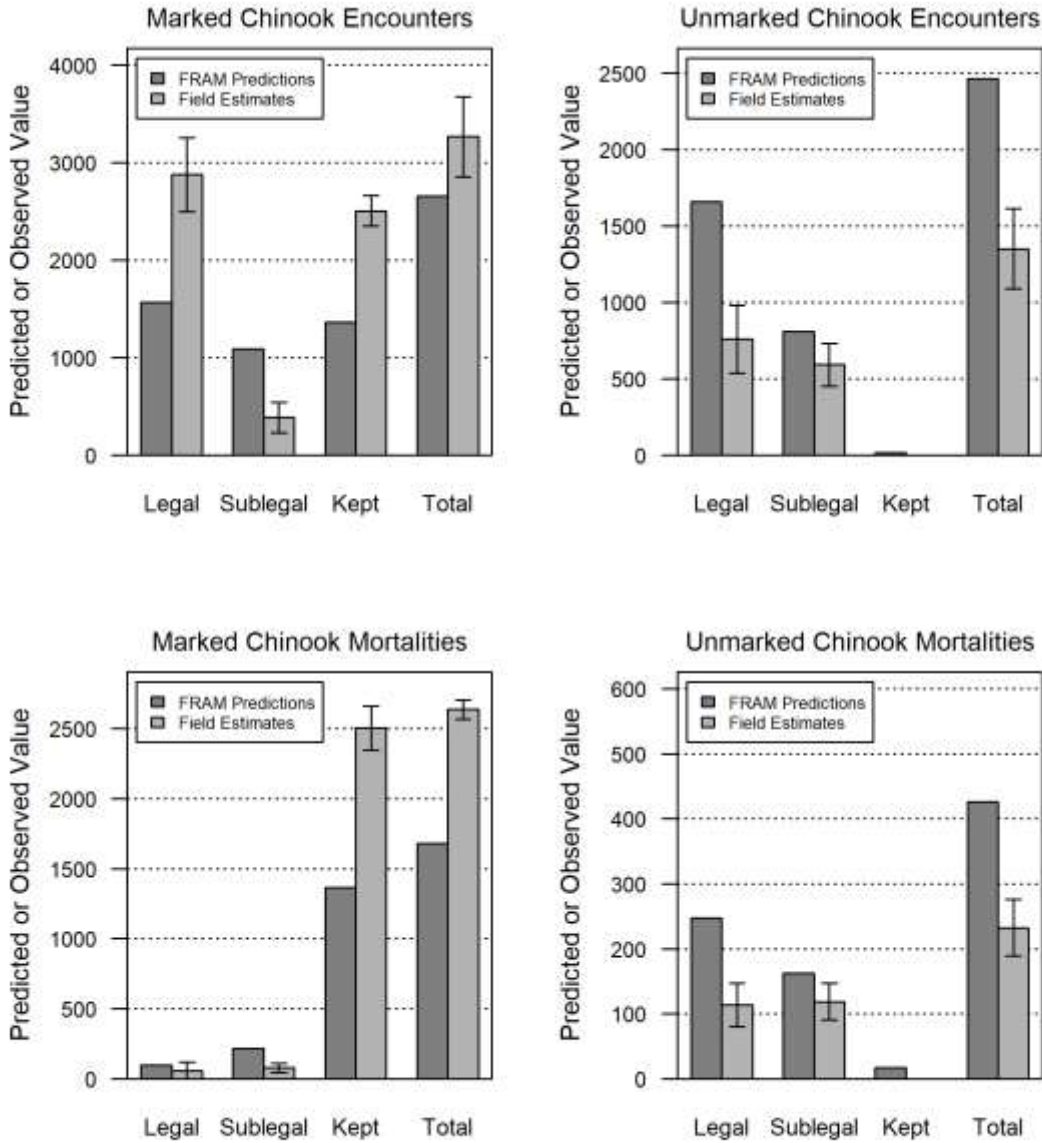 Marked Chinook Encounters
Predicted or Observed Value
4000
3000
2000
1000
0
FRAM Predictions
Field Estimates
Legal Sublegal Kept Total
Unmarked Chinook Encounters
Predicted or Observed Value
2500
2000
1500
1000
500
0
FRAM Predictions
Field Estimates
Legal Sublegal Kept Total
Marked Chinook Mortalities
Predicted or Observed Value
2500
2000
1500
1000
500
0
FRAM Predictions
Field Estimates
Legal Sublegal Kept Total
Unmarked Chinook Mortalities
Predicted or Observed Value
600
500
400
300
200
100
0
FRAM Predictions
Field Estimates
Legal Sublegal Kept Total